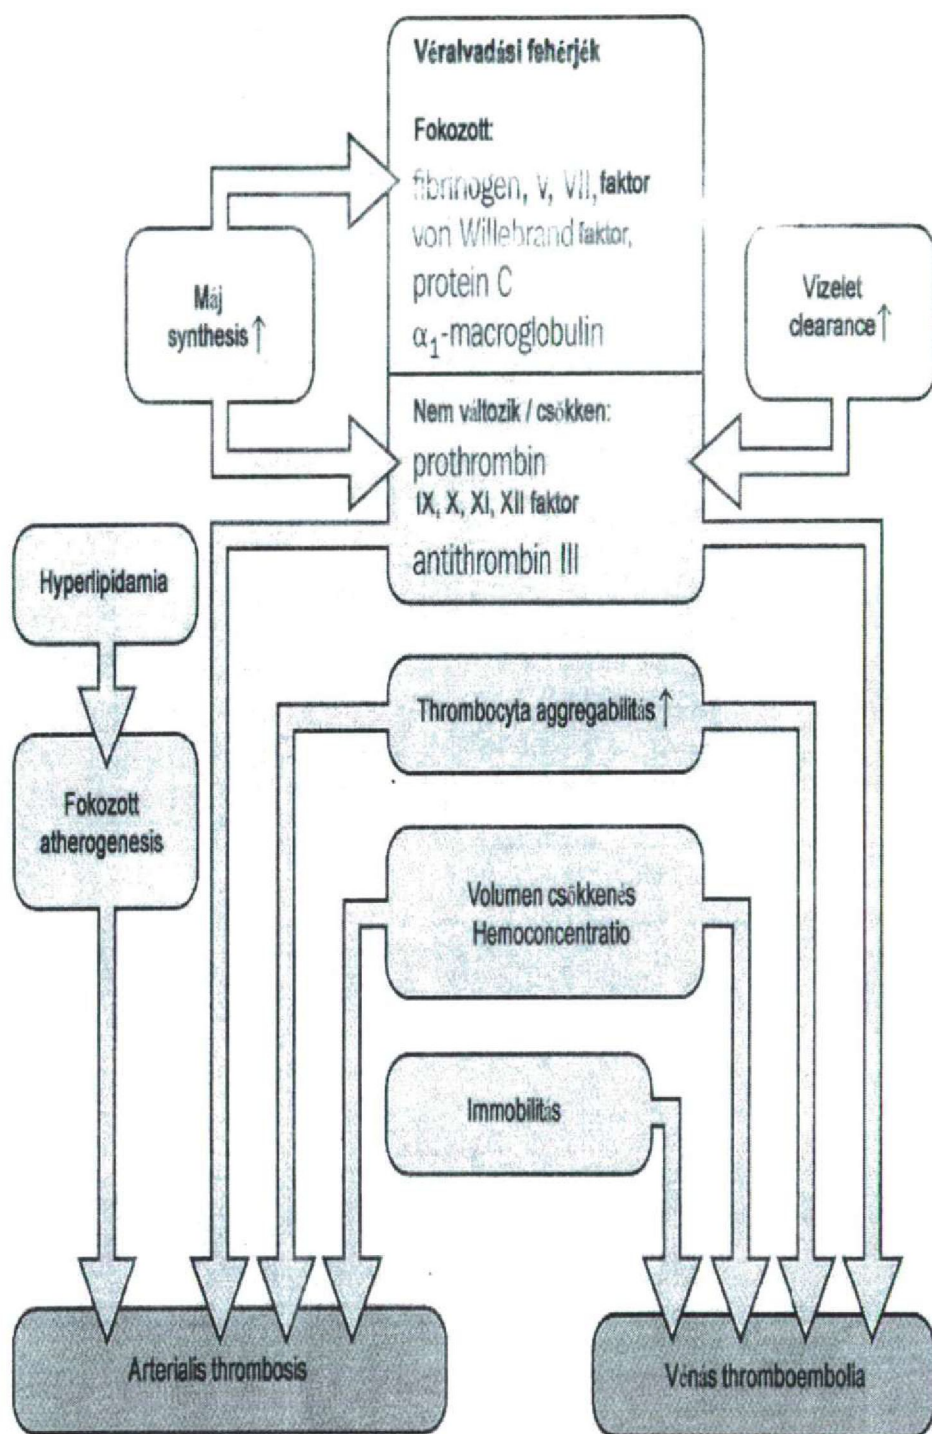 Véralvadási fehérjék
Fokozott:
fibrinogen, V, VII, faktor
von Willebrand faktor,
protein C
α₁-macroglobulin
Máj
synthesis ↑
Vizelet
clearance ↑
Nem változik / csökken:
prothrombin
IX, X, XI, XII faktor
antithrombin III
Hyperlipidamia
Thrombocyta aggregabilitás ↑
Fokozott
atherogenesis
Volumen csökkenés
Hemoconcentratio
Immobilitás
Arterialis thrombosis
Vénás thromboembolia